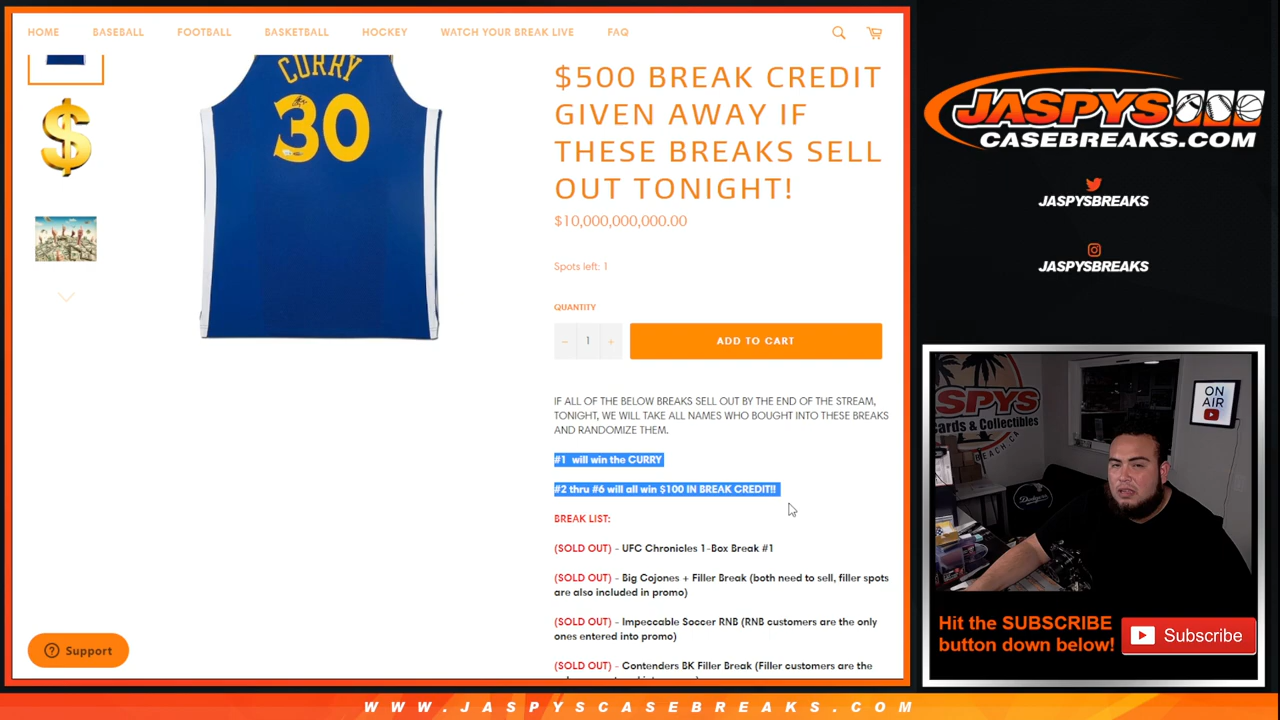 HOME BASEBALL FOOTBALL BASKETBALL HOCKEY WATCH YOUR BREAK LIVE FAQ
CURRY
30
$
$500 BREAK CREDIT
GIVEN AWAY IF
THESE BREAKS SELL
OUT TONIGHT!
$10,000,000,000.00
Spots left: 1
QUANTITY
− 1 +
ADD TO CART
IF ALL OF THE BELOW BREAKS SELL OUT BY THE END OF THE STREAM,
TONIGHT, WE WILL TAKE ALL NAMES WHO BOUGHT INTO THESE BREAKS
AND RANDOMIZE THEM.
#1 will win the CURRY
#2 thru #6 will all win $100 IN BREAK CREDIT!!
BREAK LIST:
(SOLD OUT) - UFC Chronicles 1-Box Break #1
(SOLD OUT) - Big Cojones + Filler Break (both need to sell, filler spots
are also included in promo)
(SOLD OUT) - Impeccable Soccer RNB (RNB customers are the only
ones entered into promo)
(SOLD OUT) - Contenders BK Filler Break (Filler customers are the
Support
JASPYS
CASEBREAKS.COM
JASPYSBREAKS
JASPYSBREAKS
ASPYS
ards & Collectibles
BEACH CA
ON
AIR
Dodgers
Hit the SUBSCRIBE
button down below!
Subscribe
WWW.JASPYSCASEBREAKS.COM